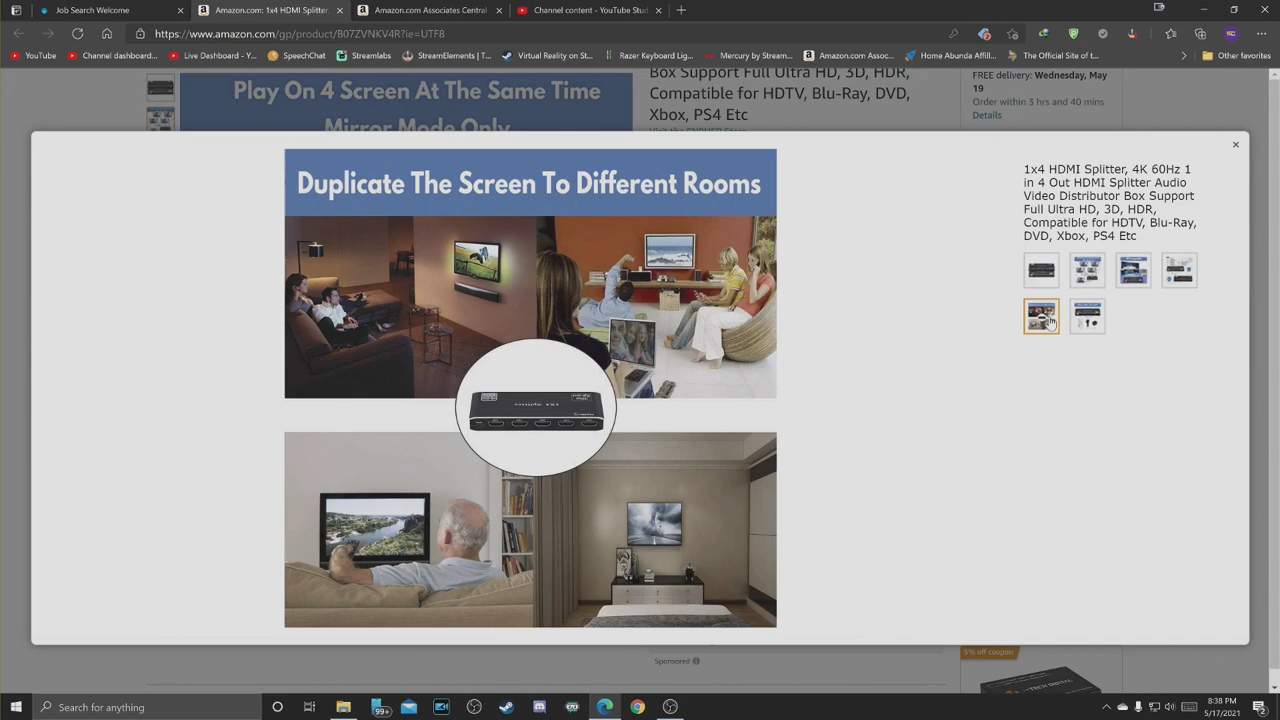 Job Search Welcome
Amazon.com: 1x4 HDMI Splitter,
Amazon.com Associates Central
Channel content - YouTube Stud
https://www.amazon.com/gp/product/B07ZVNKV4R?ie=UTF8
YouTube
Channel dashboard...
Live Dashboard - Y...
SpeechChat
Streamlabs
StreamElements | T...
Virtual Reality on St...
Razer Keyboard Lig...
Mercury by Stream...
Amazon.com Assoc...
Home Abunda Affil...
The Official Site of t...
Other favorites
Play On 4 Screen At The Same Time
Mirror Mode Only
Box Support Full Ultra HD, 3D, HDR,
Compatible for HDTV, Blu-Ray, DVD,
Xbox, PS4 Etc
FREE delivery: Wednesday, May
19
Order within 3 hrs and 40 mins
Details
Duplicate The Screen To Different Rooms
1x4 HDMI Splitter, 4K 60Hz 1
in 4 Out HDMI Splitter Audio
Video Distributor Box Support
Full Ultra HD, 3D, HDR,
Compatible for HDTV, Blu-Ray,
DVD, Xbox, PS4 Etc
Sponsored
5% off coupon
Search for anything
99+
8:38 PM
5/17/2021